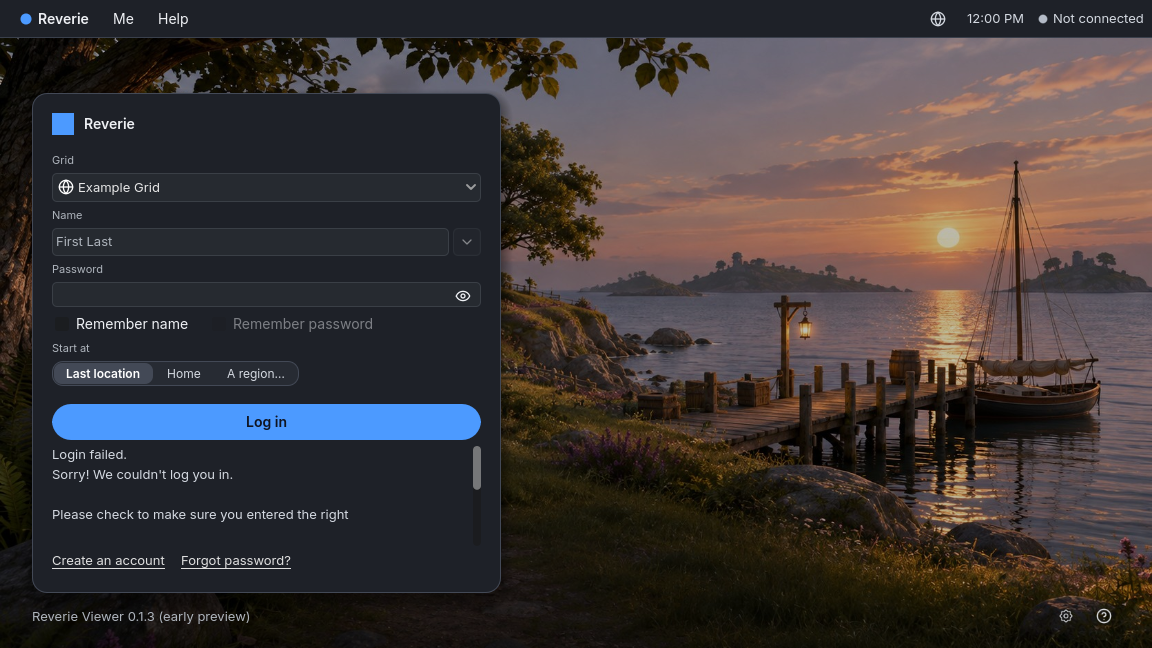 Reverie Me Help
12:00 PM Not connected
Reverie
Grid
Example Grid
Name
First Last
Password
Remember name Remember password
Start at
Last location Home A region...
Log in
Login failed.
Sorry! We couldn't log you in.
Please check to make sure you entered the right
Create an account Forgot password?
Reverie Viewer 0.1.3 (early preview)